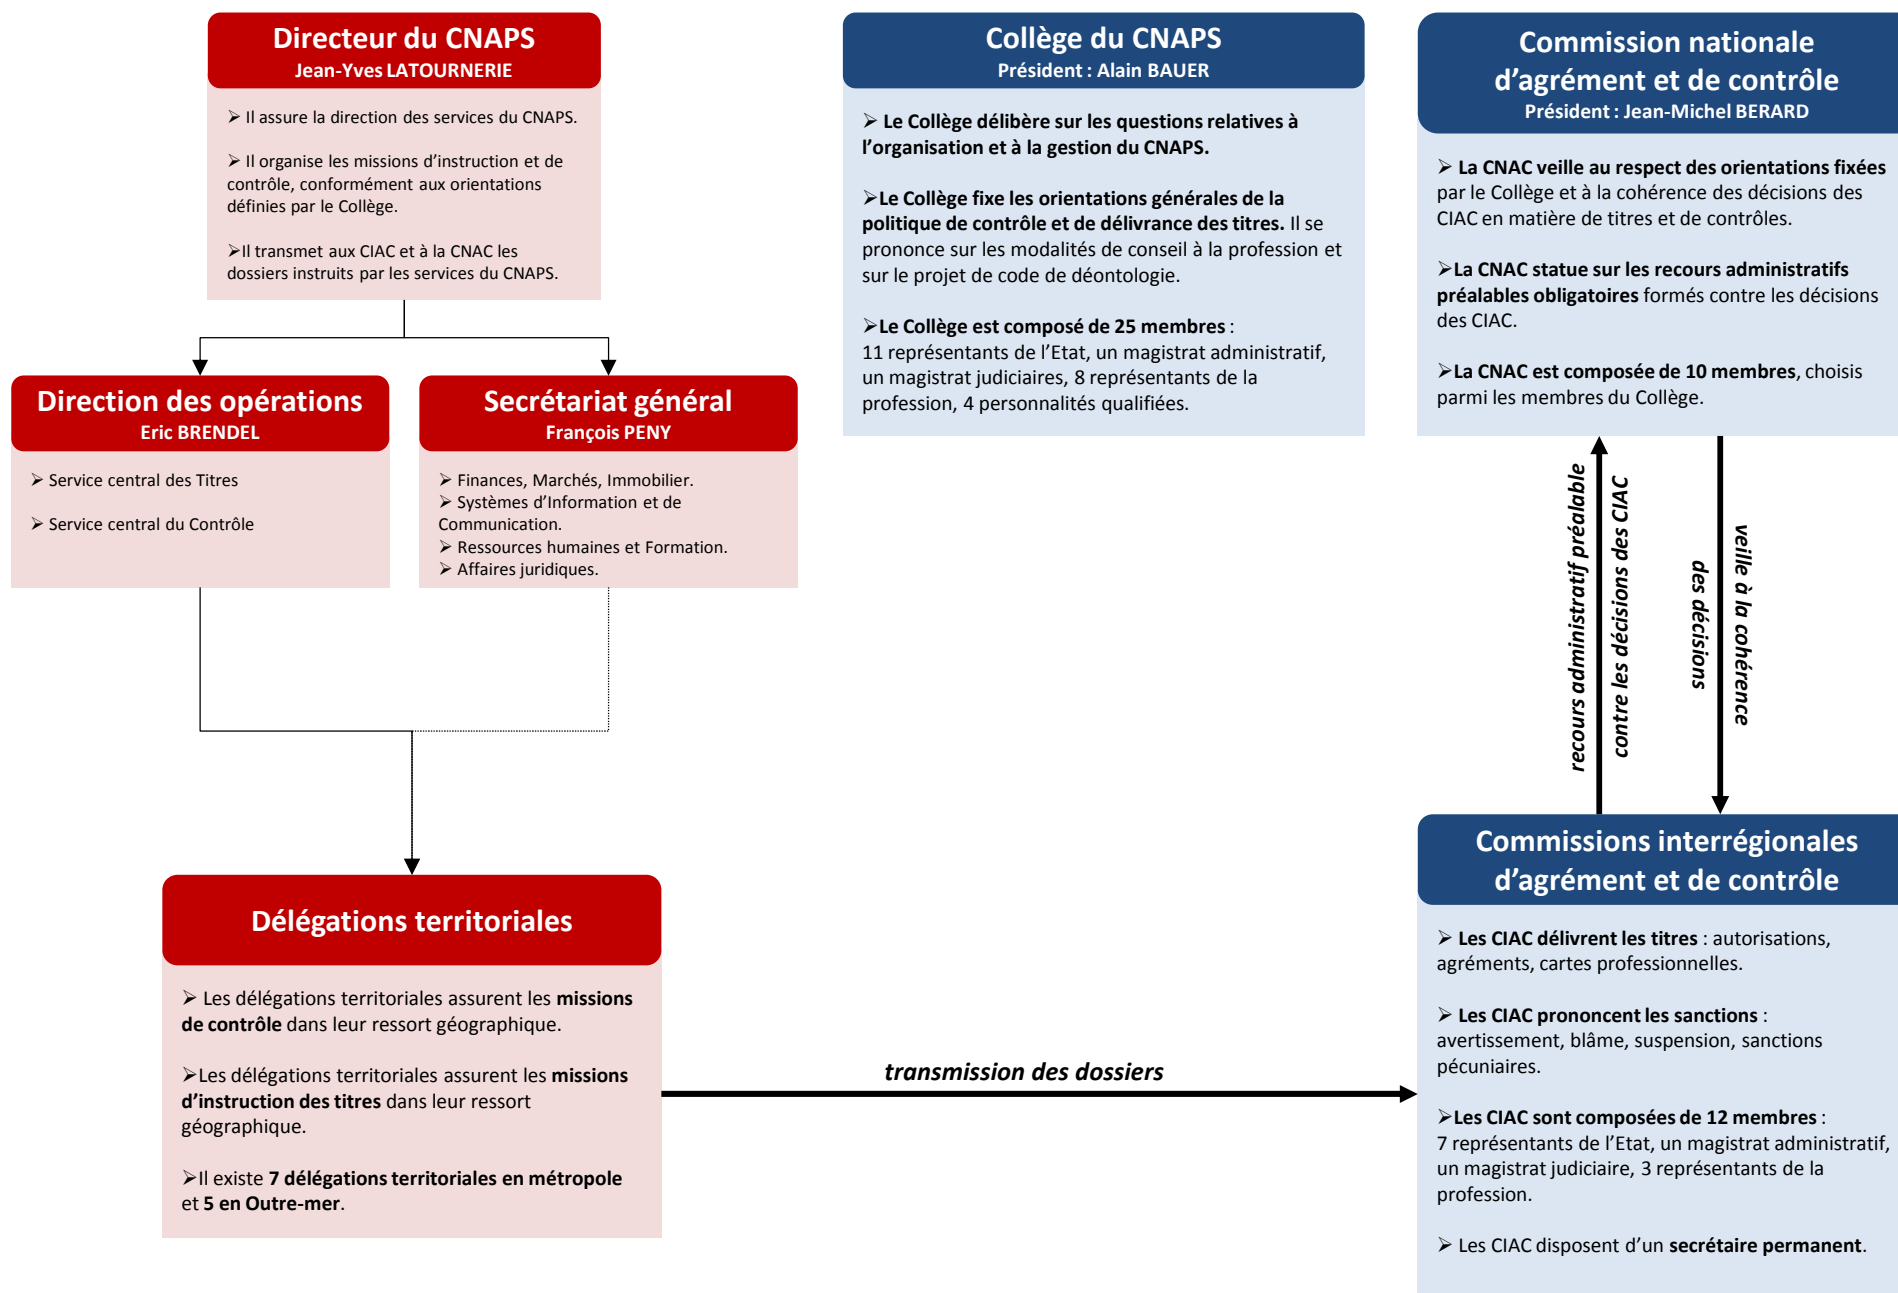 Directeur du CNAPS
Jean-Yves LATOURNERIE
➢ Il assure la direction des services du CNAPS.
➢ Il organise les missions d’instruction et de
contrôle, conformément aux orientations
définies par le Collège.
➢Il transmet aux CIAC et à la CNAC les
dossiers instruits par les services du CNAPS.
Collège du CNAPS
Président : Alain BAUER
➢ Le Collège délibère sur les questions relatives à
l’organisation et à la gestion du CNAPS.
➢Le Collège fixe les orientations générales de la
politique de contrôle et de délivrance des titres. Il se
prononce sur les modalités de conseil à la profession et
sur le projet de code de déontologie.
➢Le Collège est composé de 25 membres :
11 représentants de l’Etat, un magistrat administratif,
un magistrat judiciaires, 8 représentants de la
profession, 4 personnalités qualifiées.
Commission nationale
d’agrément et de contrôle
Président : Jean-Michel BERARD
➢ La CNAC veille au respect des orientations fixées
par le Collège et à la cohérence des décisions des
CIAC en matière de titres et de contrôles.
➢La CNAC statue sur les recours administratifs
préalables obligatoires formés contre les décisions
des CIAC.
➢La CNAC est composée de 10 membres, choisis
parmi les membres du Collège.
Direction des opérations
Eric BRENDEL
➢ Service central des Titres
➢ Service central du Contrôle
Secrétariat général
François PENY
➢ Finances, Marchés, Immobilier.
➢ Systèmes d’Information et de
Communication.
➢ Ressources humaines et Formation.
➢ Affaires juridiques.
recours administratif préalable
contre les décisions des CIAC
veille à la cohérence
des décisions
Délégations territoriales
➢ Les délégations territoriales assurent les missions
de contrôle dans leur ressort géographique.
➢Les délégations territoriales assurent les missions
d’instruction des titres dans leur ressort
géographique.
➢Il existe 7 délégations territoriales en métropole
et 5 en Outre-mer.
transmission des dossiers
Commissions interrégionales
d’agrément et de contrôle
➢ Les CIAC délivrent les titres : autorisations,
agréments, cartes professionnelles.
➢ Les CIAC prononcent les sanctions :
avertissement, blâme, suspension, sanctions
pécuniaires.
➢Les CIAC sont composées de 12 membres :
7 représentants de l’Etat, un magistrat administratif,
un magistrat judiciaire, 3 représentants de la
profession.
➢ Les CIAC disposent d’un secrétaire permanent.